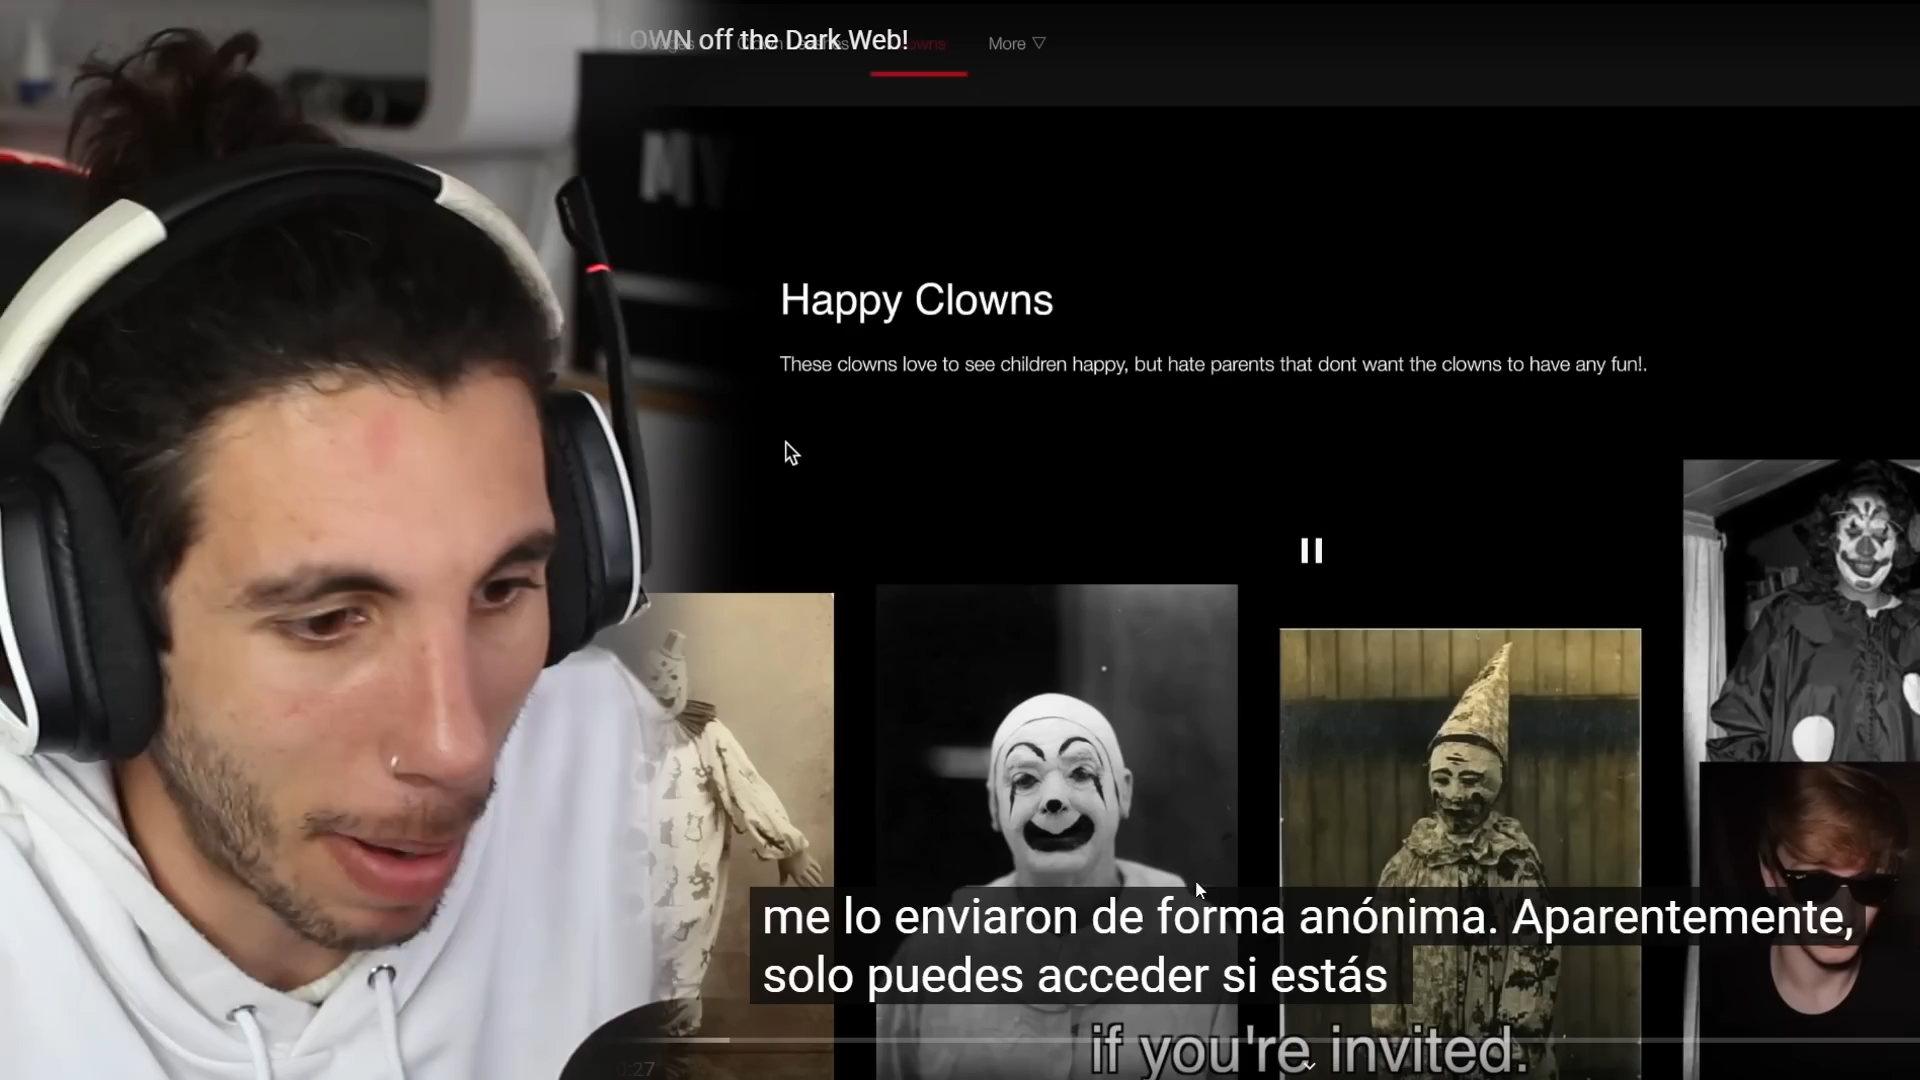 OWN off the Dark Web!
More
MY
Happy Clowns
These clowns love to see children happy, but hate parents that dont want the clowns to have any fun!.
me lo enviaron de forma anónima. Aparentemente,
solo puedes acceder si estás
if you're invited.
:27